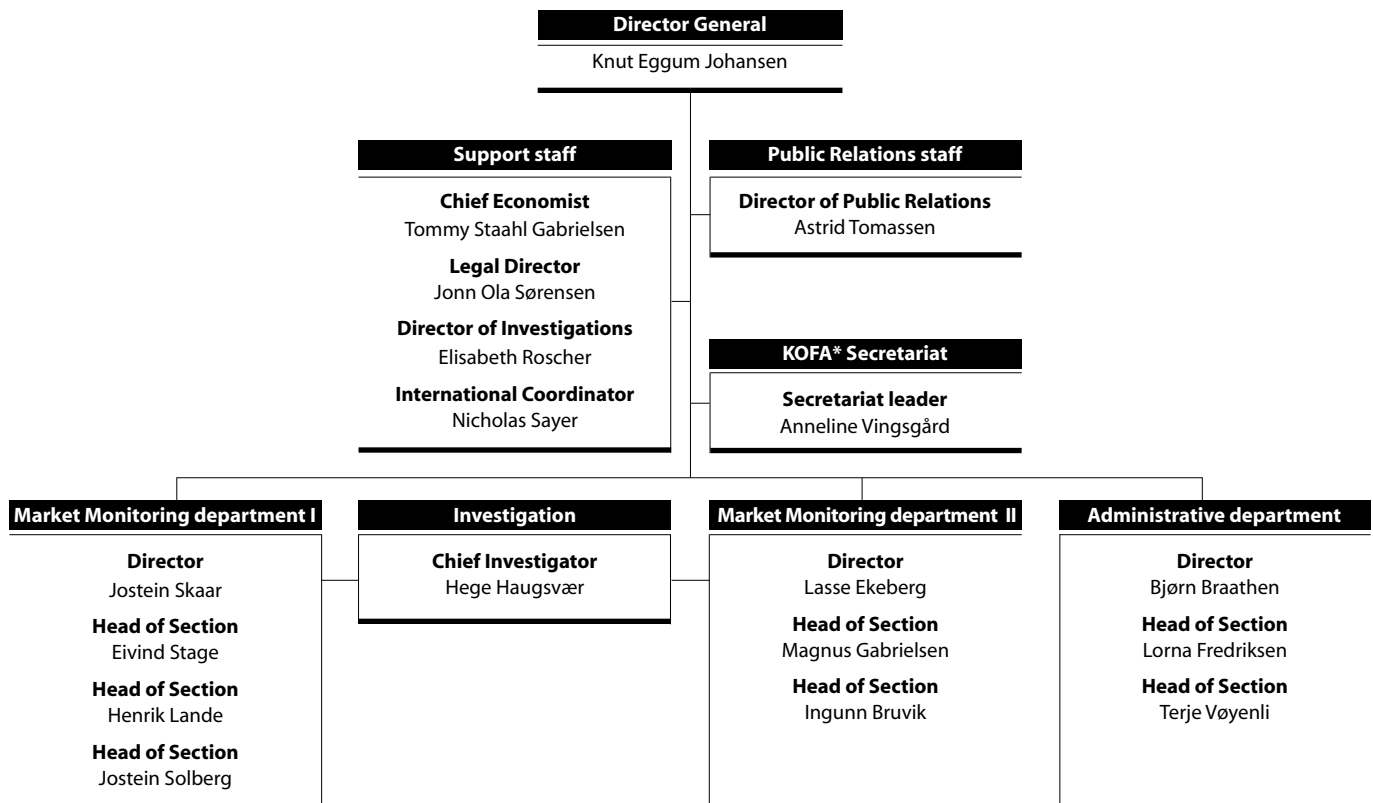 Director General
Knut Eggum Johansen
Support staff
Chief Economist
Tommy Staahl Gabrielsen
Legal Director
Jonn Ola Sørensen
Director of Investigations
Elisabeth Roscher
International Coordinator
Nicholas Sayer
Public Relations staff
Director of Public Relations
Astrid Tomassen
KOFA* Secretariat
Secretariat leader
Anneline Vingsgård
Market Monitoring department I
Director
Jostein Skaar
Head of Section
Eivind Stage
Head of Section
Henrik Lande
Head of Section
Jostein Solberg
Investigation
Chief Investigator
Hege Haugsvær
Market Monitoring department II
Director
Lasse Ekeberg
Head of Section
Magnus Gabrielsen
Head of Section
Ingunn Bruvik
Administrative department
Director
Bjørn Braathen
Head of Section
Lorna Fredriksen
Head of Section
Terje Vøyenli